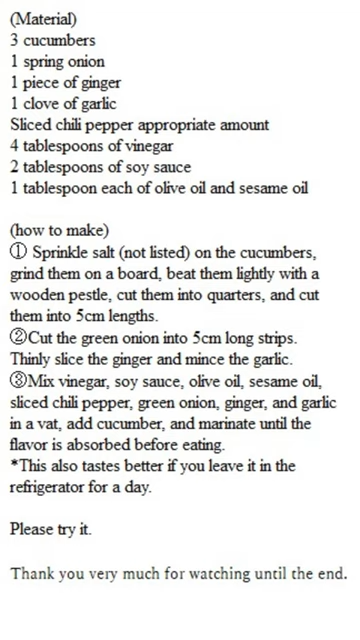 (Material)
3 cucumbers
1 spring onion
1 piece of ginger
1 clove of garlic
Sliced chili pepper appropriate amount
4 tablespoons of vinegar
2 tablespoons of soy sauce
1 tablespoon each of olive oil and sesame oil
(how to make)
① Sprinkle salt (not listed) on the cucumbers,
grind them on a board, beat them lightly with a
wooden pestle, cut them into quarters, and cut
them into 5cm lengths.
②Cut the green onion into 5cm long strips.
Thinly slice the ginger and mince the garlic.
③Mix vinegar, soy sauce, olive oil, sesame oil,
sliced chili pepper, green onion, ginger, and garlic
in a vat, add cucumber, and marinate until the
flavor is absorbed before eating.
*This also tastes better if you leave it in the
refrigerator for a day.
Please try it.
Thank you very much for watching until the end.